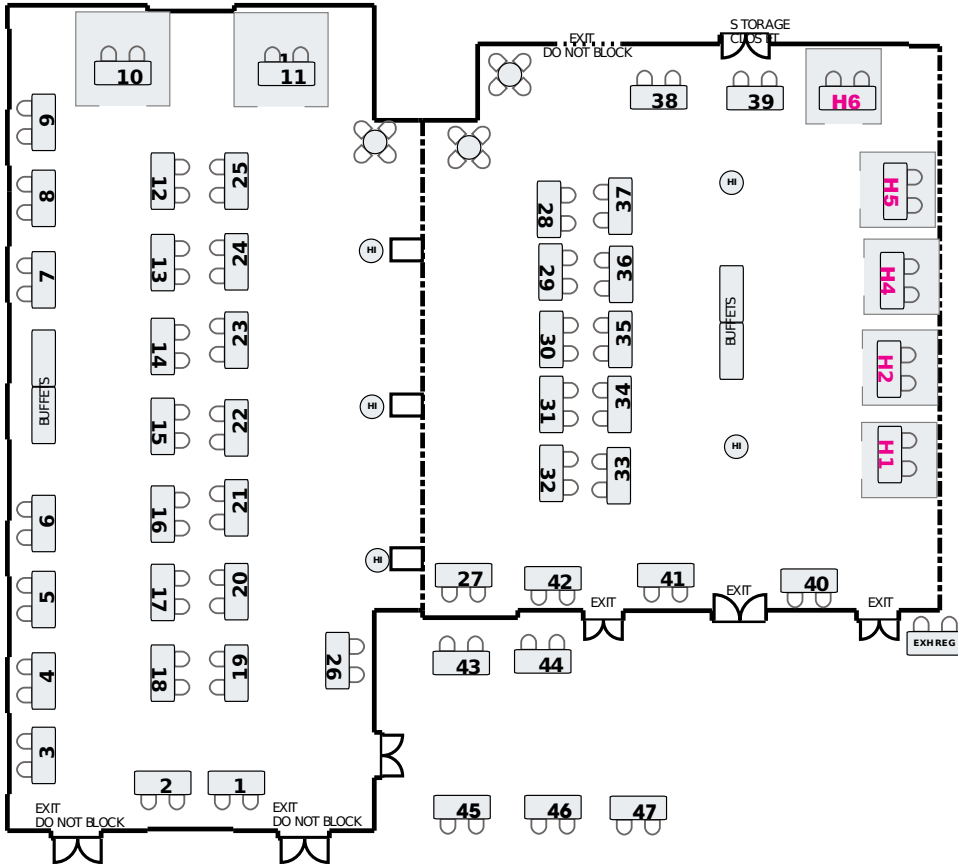 STORAGE
CLOSET
EXIT
DO NOT BLOCK
10
11
38
39
H6
9
8
7
BUFFETS
6
5
4
3
12
13
14
15
16
17
18
25
24
23
22
21
20
19
26
2
1
EXIT
DO NOT BLOCK
EXIT
DO NOT BLOCK
HI
HI
HI
28
29
30
31
32
37
36
35
34
33
HI
BUFFETS
HI
H5
H4
H2
H1
27
42
41
40
EXIT
EXIT
EXIT
EXH REG
43
44
45
46
47